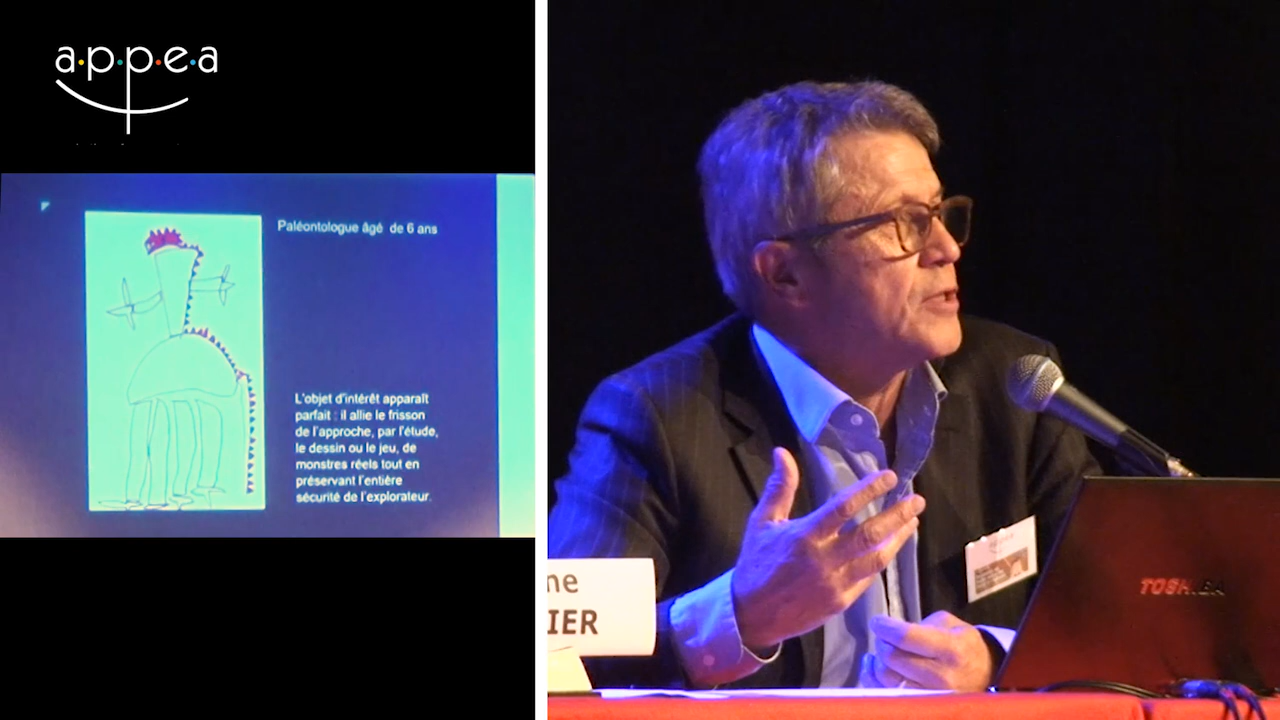 a·p·p·e·a
Paléontologue âgé de 6 ans
L'objet d'intérêt apparaît
parfait : il allie le frisson
de l'approche, par l'étude,
le dessin ou le jeu, de
monstres réels tout en
préservant l'entière
sécurité de l'explorateur.
ne
IER
TOSHIBA